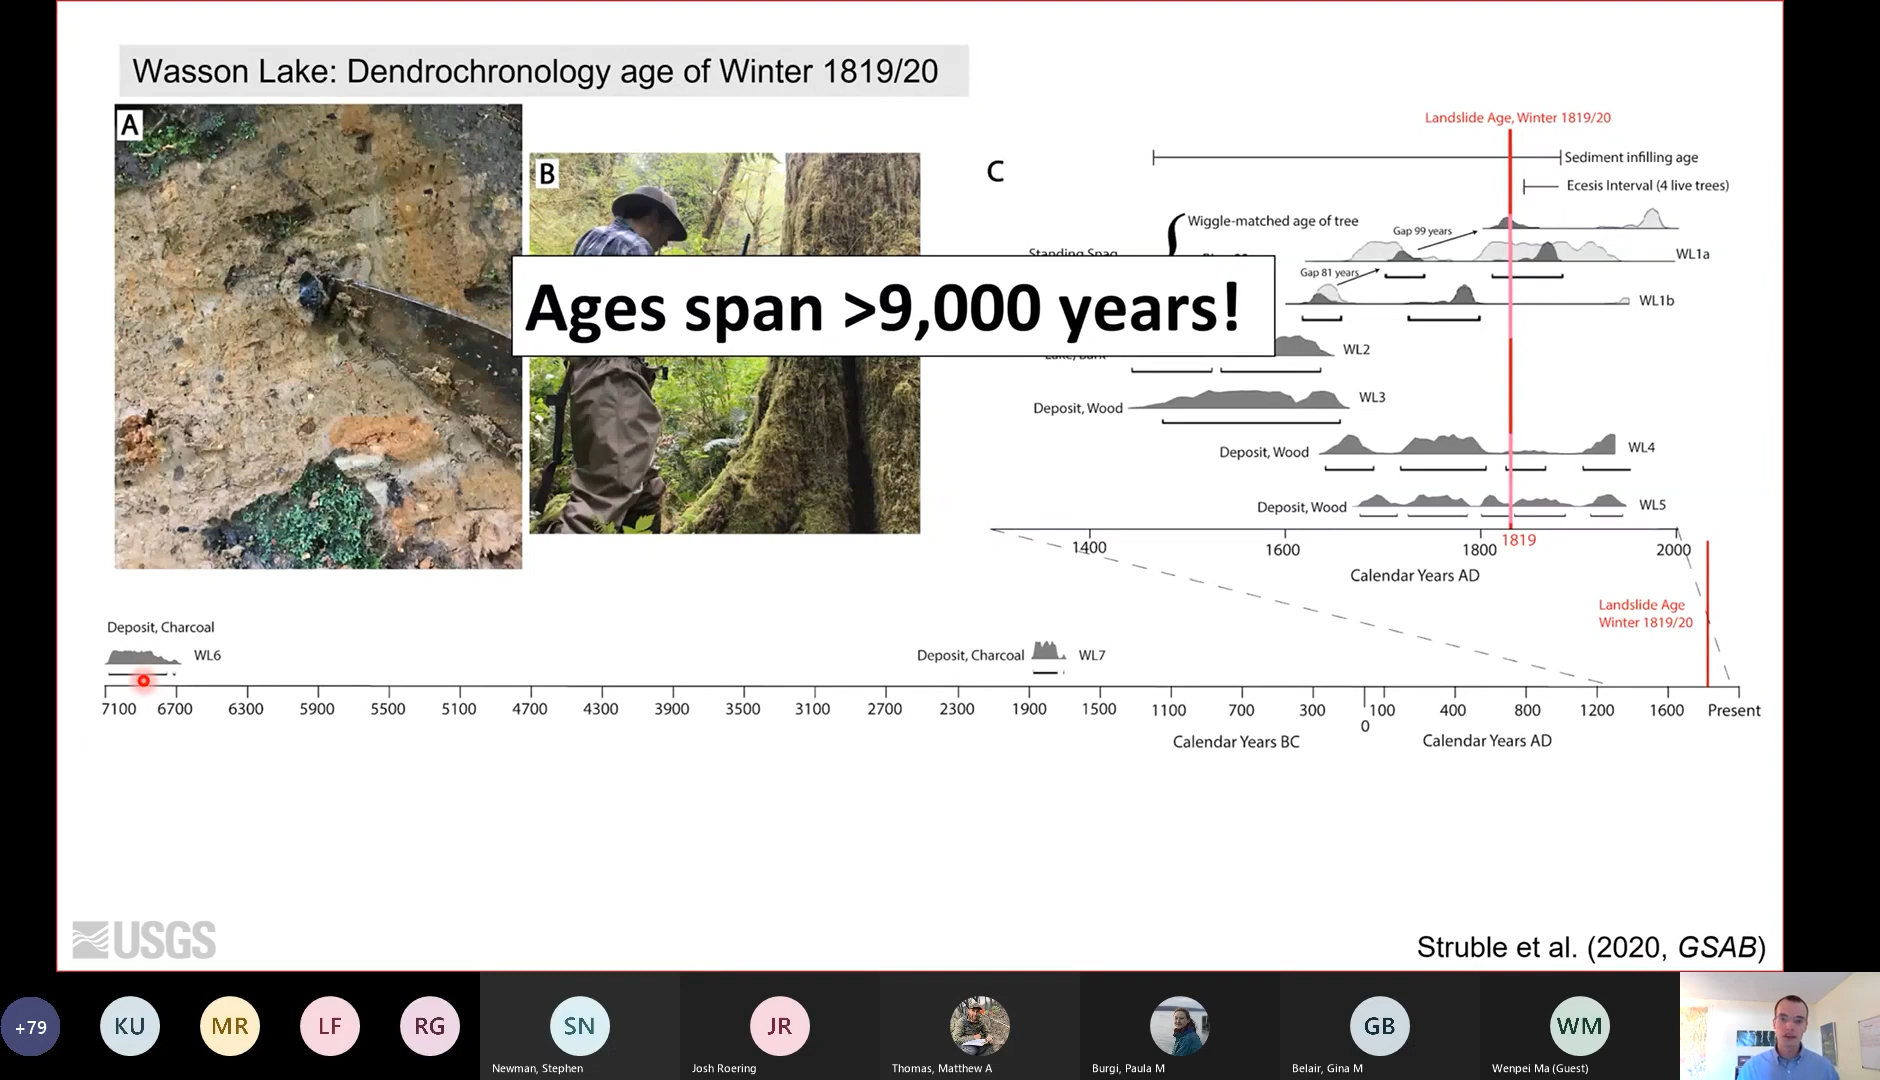 Wasson Lake: Dendrochronology age of Winter 1819/20
A
B
C
Landslide Age, Winter 1819/20
Sediment infilling age
Ecesis Interval (4 live trees)
Wiggle-matched age of tree
Gap 99 years
Standing Snag
WL1a
Gap 81 years
WL1b
Ages span >9,000 years!
WL2
Deposit, Wood
WL3
Deposit, Wood
WL4
Deposit, Wood
WL5
1400 1600 1800 1819 2000
Calendar Years AD
Landslide Age
Winter 1819/20
Deposit, Charcoal
WL6
Deposit, Charcoal
WL7
7100 6700 6300 5900 5500 5100 4700 4300 3900 3500 3100 2700 2300 1900 1500 1100 700 300 0 100 400 800 1200 1600 Present
Calendar Years BC
Calendar Years AD
USGS
Struble et al. (2020, GSAB)
+79
KU
MR
LF
RG
SN
Newman, Stephen
JR
Josh Roering
Thomas, Matthew A
Burgi, Paula M
GB
Belair, Gina M
WM
Wenpei Ma (Guest)